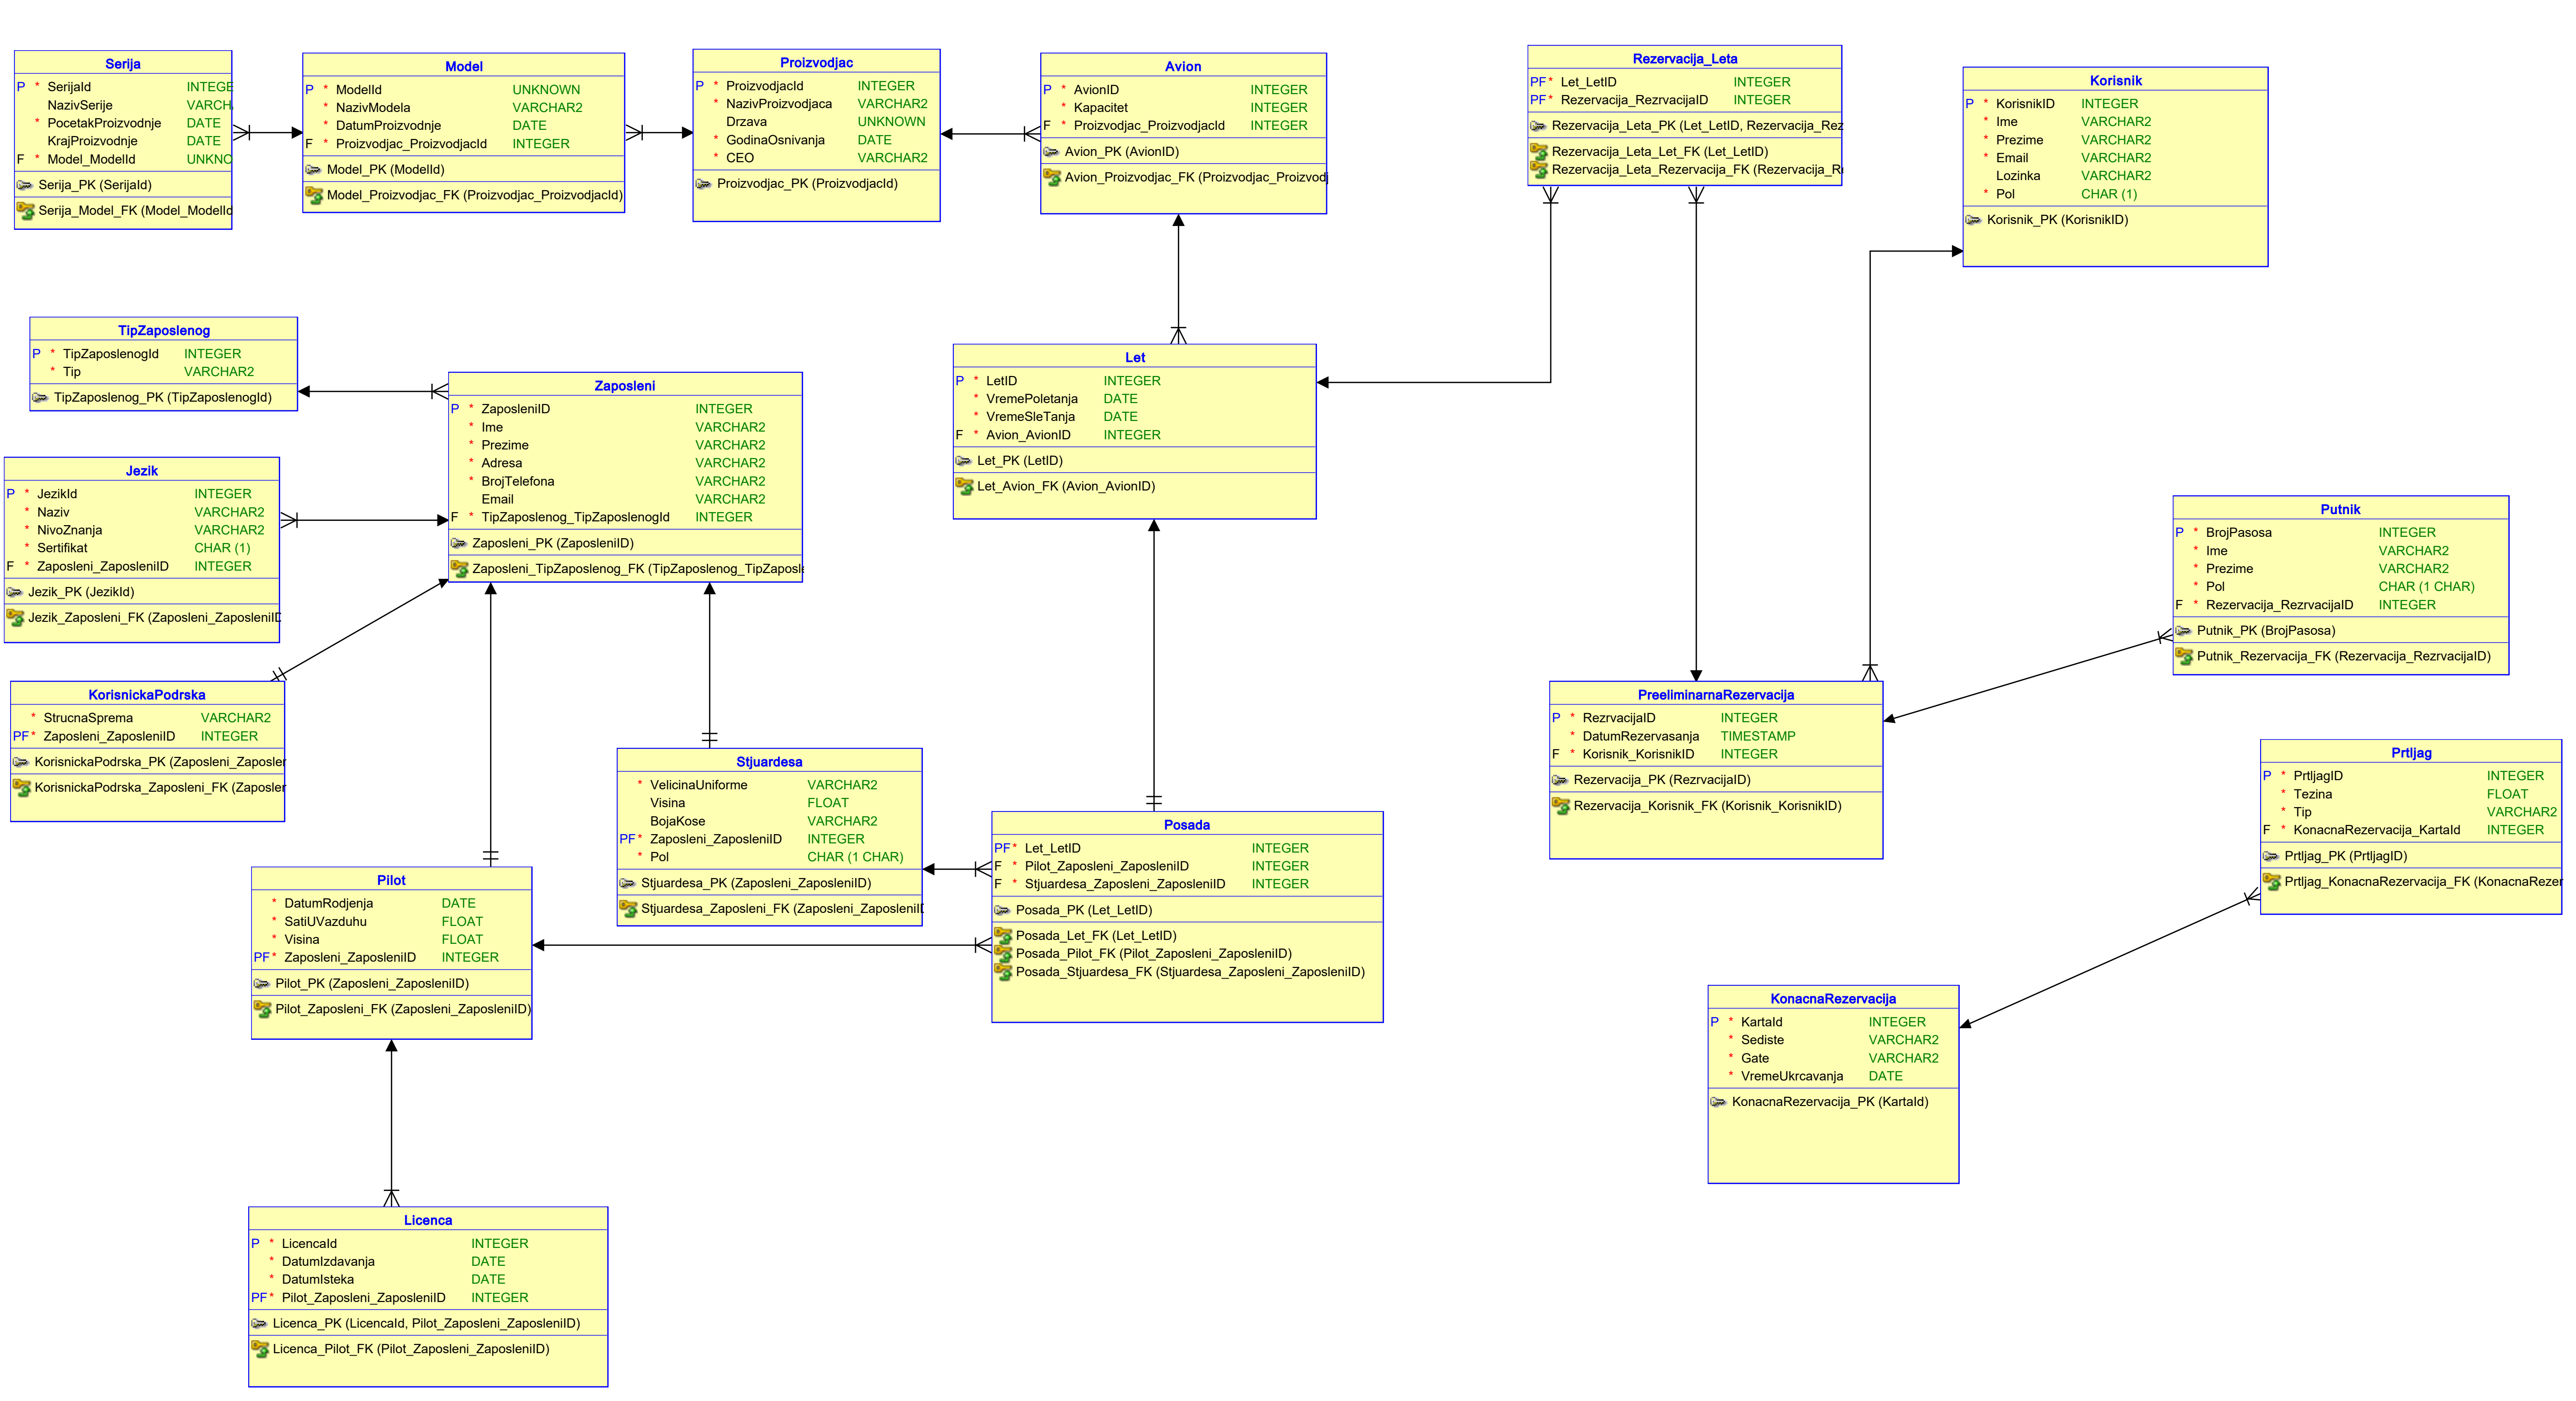 Serija
P * SerijaId INTEGE
NazivSerije VARCH
* PocetakProizvodnje DATE
KrajProizvodnje DATE
F * Model_ModelId UNKNO
Serija_PK (SerijaId)
Serija_Model_FK (Model_ModelId
Model
P * ModelId UNKNOWN
* NazivModela VARCHAR2
* DatumProizvodnje DATE
F * Proizvodjac_ProizvodjacId INTEGER
Model_PK (ModelId)
Model_Proizvodjac_FK (Proizvodjac_ProizvodjacId)
Proizvodjac
P * ProizvodjacId INTEGER
* NazivProizvodjaca VARCHAR2
Drzava UNKNOWN
* GodinaOsnivanja DATE
* CEO VARCHAR2
Proizvodjac_PK (ProizvodjacId)
Avion
P * AvionID INTEGER
* Kapacitet INTEGER
F * Proizvodjac_ProizvodjacId INTEGER
Avion_PK (AvionID)
Avion_Proizvodjac_FK (Proizvodjac_Proizvodj
Rezervacija_Leta
PF* Let_LetID INTEGER
PF* Rezervacija_RezrvacijaID INTEGER
Rezervacija_Leta_PK (Let_LetID, Rezervacija_Rez
Rezervacija_Leta_Let_FK (Let_LetID)
Rezervacija_Leta_Rezervacija_FK (Rezervacija_R
Korisnik
P * KorisnikID INTEGER
* Ime VARCHAR2
* Prezime VARCHAR2
* Email VARCHAR2
Lozinka VARCHAR2
* Pol CHAR (1)
Korisnik_PK (KorisnikID)
TipZaposlenog
P * TipZaposlenogId INTEGER
* Tip VARCHAR2
TipZaposlenog_PK (TipZaposlenogId)
Zaposleni
P * ZaposleniID INTEGER
* Ime VARCHAR2
* Prezime VARCHAR2
* Adresa VARCHAR2
* BrojTelefona VARCHAR2
Email VARCHAR2
F * TipZaposlenog_TipZaposlenogId INTEGER
Zaposleni_PK (ZaposleniID)
Zaposleni_TipZaposlenog_FK (TipZaposlenog_TipZaposl
Let
P * LetID INTEGER
* VremePoletanja DATE
* VremeSleTanja DATE
F * Avion_AvionID INTEGER
Let_PK (LetID)
Let_Avion_FK (Avion_AvionID)
Jezik
P * JezikId INTEGER
* Naziv VARCHAR2
* NivoZnanja VARCHAR2
* Sertifikat CHAR (1)
F * Zaposleni_ZaposleniID INTEGER
Jezik_PK (JezikId)
Jezik_Zaposleni_FK (Zaposleni_ZaposleniID
Putnik
P * BrojPasosa INTEGER
* Ime VARCHAR2
* Prezime VARCHAR2
* Pol CHAR (1 CHAR)
F * Rezervacija_RezrvacijaID INTEGER
Putnik_PK (BrojPasosa)
Putnik_Rezervacija_FK (Rezervacija_RezrvacijaID)
KorisnickaPodrska
* StrucnaSprema VARCHAR2
PF* Zaposleni_ZaposleniID INTEGER
KorisnickaPodrska_PK (Zaposleni_Zaposler
KorisnickaPodrska_Zaposleni_FK (Zaposler
PreeliminarnaRezervacija
P * RezrvacijaID INTEGER
* DatumRezervasanja TIMESTAMP
F * Korisnik_KorisnikID INTEGER
Rezervacija_PK (RezrvacijaID)
Rezervacija_Korisnik_FK (Korisnik_KorisnikID)
Stjuardesa
* VelicinaUniforme VARCHAR2
Visina FLOAT
BojaKose VARCHAR2
PF* Zaposleni_ZaposleniID INTEGER
* Pol CHAR (1 CHAR)
Stjuardesa_PK (Zaposleni_ZaposleniID)
Stjuardesa_Zaposleni_FK (Zaposleni_ZaposleniI
Prtljag
P * PrtljagID INTEGER
* Tezina FLOAT
* Tip VARCHAR2
F * KonacnaRezervacija_KartaId INTEGER
Prtljag_PK (PrtljagID)
Prtljag_KonacnaRezervacija_FK (KonacnaRezer
Posada
PF* Let_LetID INTEGER
F * Pilot_Zaposleni_ZaposleniID INTEGER
F * Stjuardesa_Zaposleni_ZaposleniID INTEGER
Posada_PK (Let_LetID)
Posada_Let_FK (Let_LetID)
Posada_Pilot_FK (Pilot_Zaposleni_ZaposleniID)
Posada_Stjuardesa_FK (Stjuardesa_Zaposleni_ZaposleniID)
Pilot
* DatumRodjenja DATE
* SatiUVazduhu FLOAT
* Visina FLOAT
PF* Zaposleni_ZaposleniID INTEGER
Pilot_PK (Zaposleni_ZaposleniID)
Pilot_Zaposleni_FK (Zaposleni_ZaposleniID)
KonacnaRezervacija
P * KartaId INTEGER
* Sediste VARCHAR2
* Gate VARCHAR2
* VremeUkrcavanja DATE
KonacnaRezervacija_PK (KartaId)
Licenca
P * LicencaId INTEGER
* DatumIzdavanja DATE
* DatumIsteka DATE
PF* Pilot_Zaposleni_ZaposleniID INTEGER
Licenca_PK (LicencaId, Pilot_Zaposleni_ZaposleniID)
Licenca_Pilot_FK (Pilot_Zaposleni_ZaposleniID)